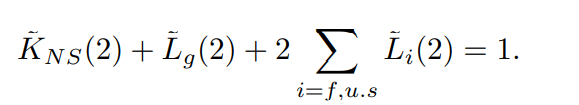 K̃_{NS}(2) + L̃_g(2) + 2 ∑_{i=f,u.s} L̃_i(2) = 1.